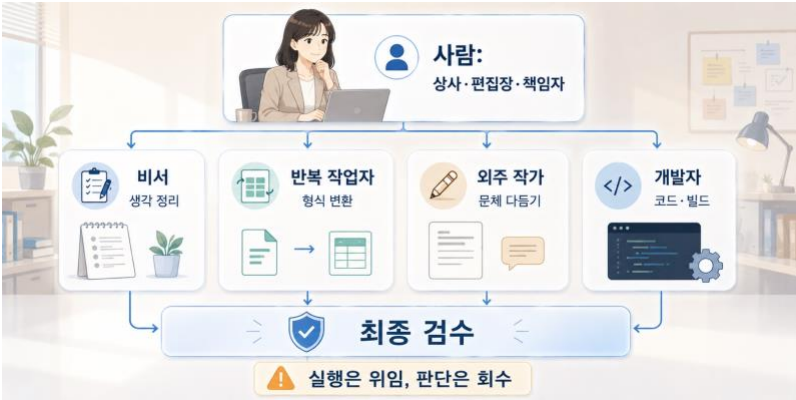 사람:
상사·편집장·책임자
비서
생각 정리
반복 작업자
형식 변환
외주 작가
문체 다듬기
</>
개발자
코드·빌드
최종 검수
실행은 위임, 판단은 회수